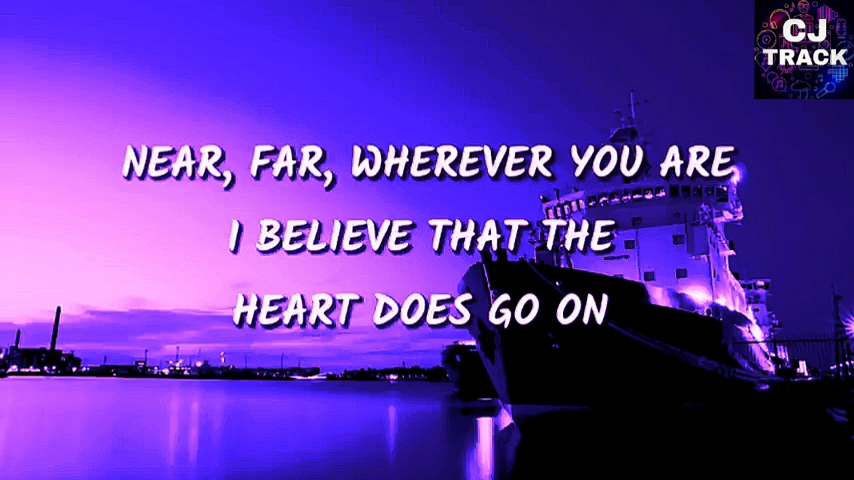 CJ
TRACK
NEAR, FAR, WHEREVER YOU ARE
I BELIEVE THAT THE
HEART DOES GO ON